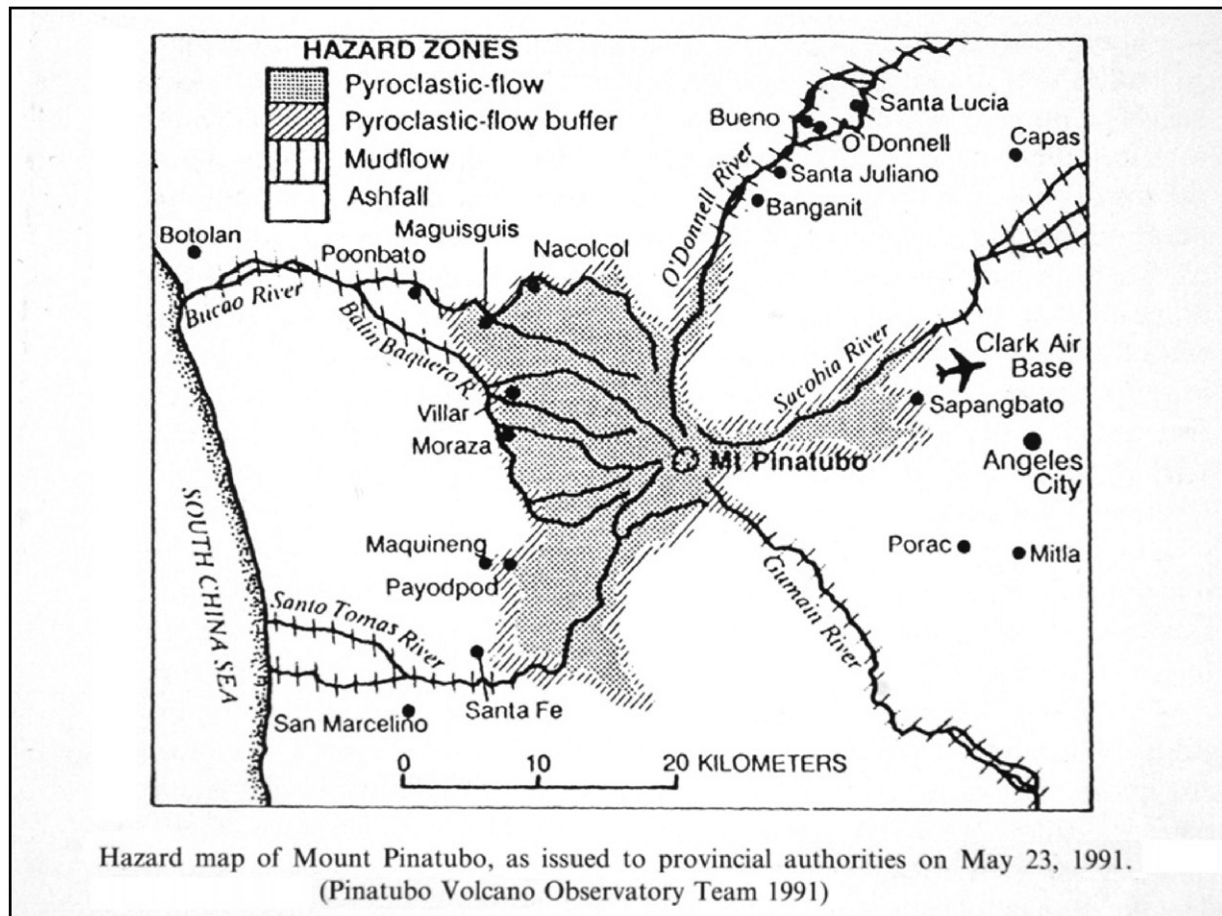 HAZARD ZONES
Pyroclastic-flow
Pyroclastic-flow buffer
Mudflow
Ashfall
Santa Lucia
Bueno
O'Donnell
Capas
Santa Juliano
Banganit
O'Donnell River
Maguisguis
Nacolcol
Botolan
Poonbato
Bucao River
Balin Baquero R.
Sacobia River
Clark Air
Base
Sapangbato
Villar
Moraza
Mt Pinatubo
Angeles
City
Maquineng
Payodpod
Porac
Mitla
Gumain River
SOUTH CHINA SEA
Santo Tomas River
San Marcelino
Santa Fe
0 10 20 KILOMETERS
Hazard map of Mount Pinatubo, as issued to provincial authorities on May 23, 1991.
(Pinatubo Volcano Observatory Team 1991)